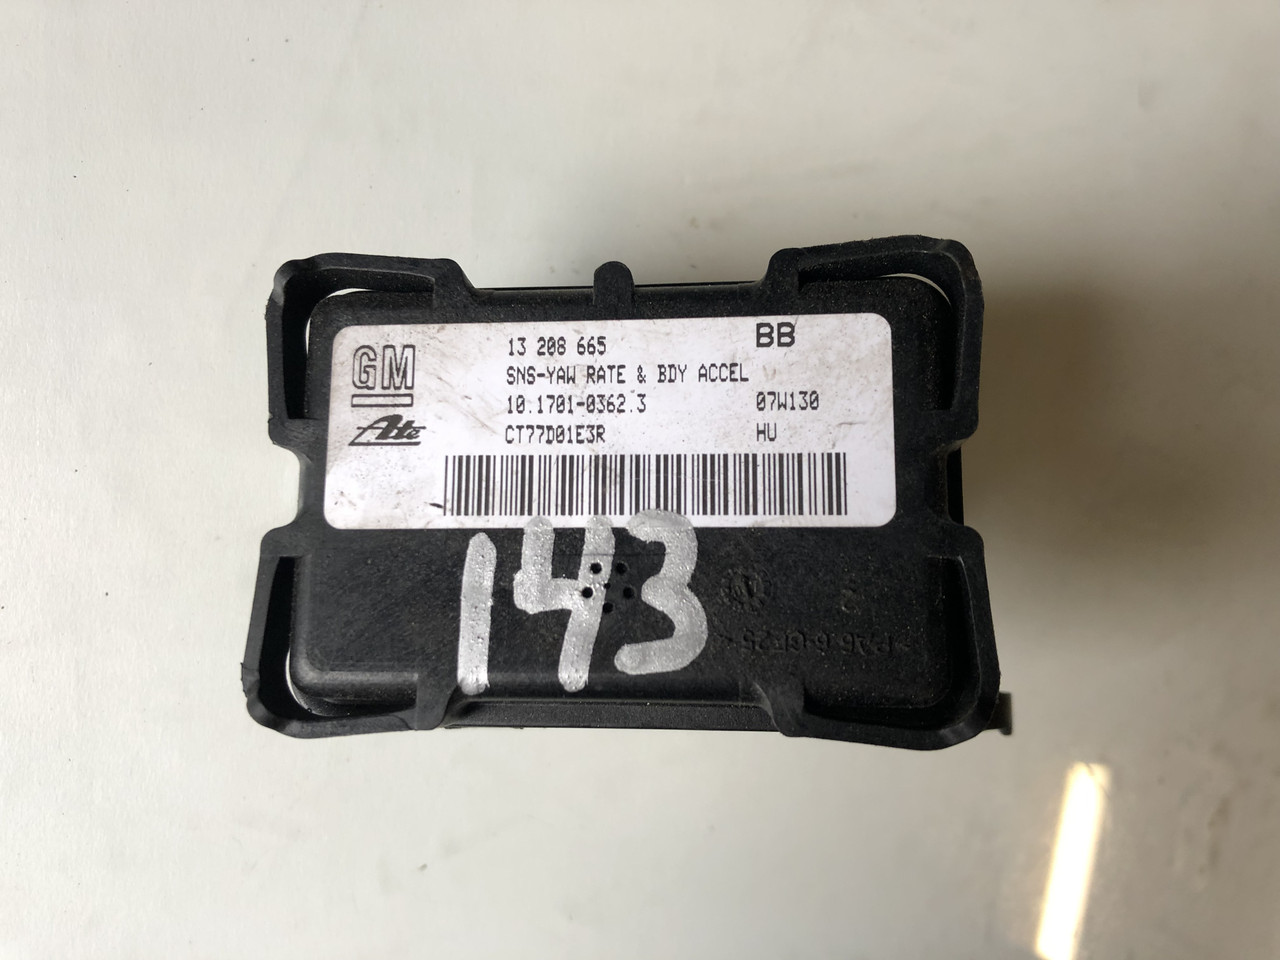 GM
Ate
13 208 665 BB
SNS-YAW RATE & BDY ACCEL
10.1701-0362.3 07W130
CT77D01E3R HU
143